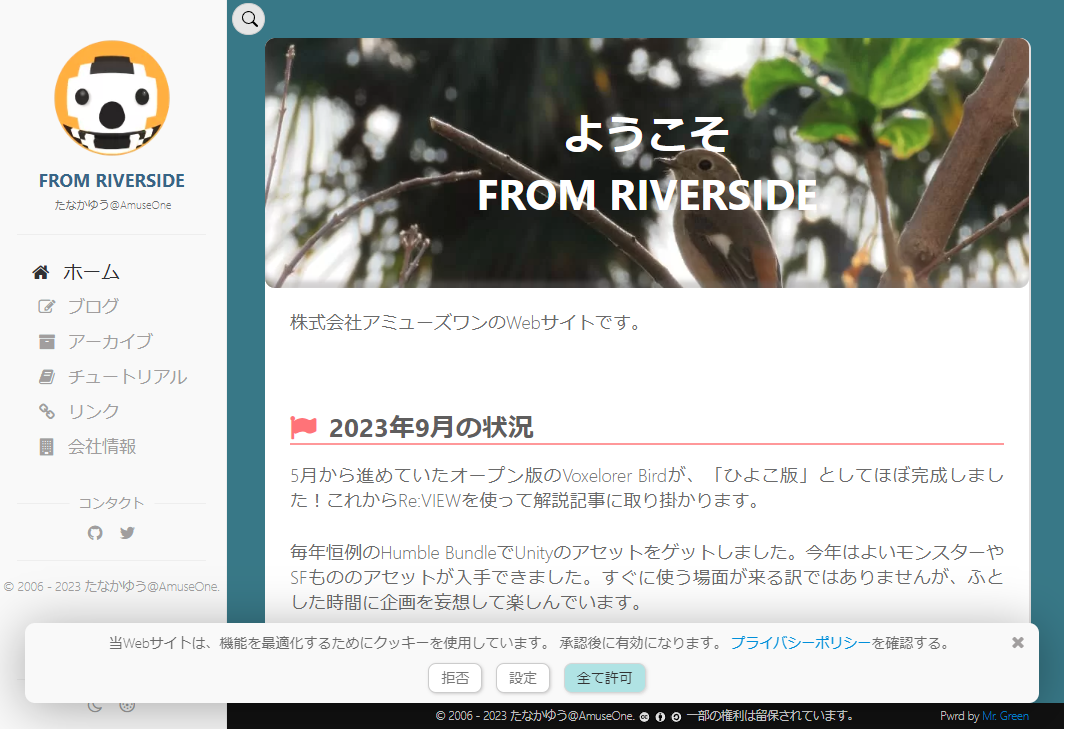 FROM RIVERSIDE
たなかゆう@AmuseOne
ホーム
ブログ
アーカイブ
チュートリアル
リンク
会社情報
コンタクト
© 2006 - 2023 たなかゆう@AmuseOne.
ようこそ
FROM RIVERSIDE
株式会社アミューズワンのWebサイトです。
2023年9月の状況
5月から進めていたオープン版のVoxelorer Birdが、「ひよこ版」としてほぼ完成しまし
た！これからRe:VIEWを使って解説記事に取り掛かります。
毎年恒例のHumble BundleでUnityのアセットをゲットしました。今年はよいモンスターや
SFもののアセットが入手できました。すぐに使う場面が来る訳ではありませんが、ふと
した時間に企画を妄想して楽しんでいます。
当Webサイトは、機能を最適化するためにクッキーを使用しています。 承認後に有効になります。 プライバシーポリシーを確認する。
拒否 設定 全て許可
© 2006 - 2023 たなかゆう@AmuseOne. 一部の権利は留保されています。
Pwrd by Mr. Green